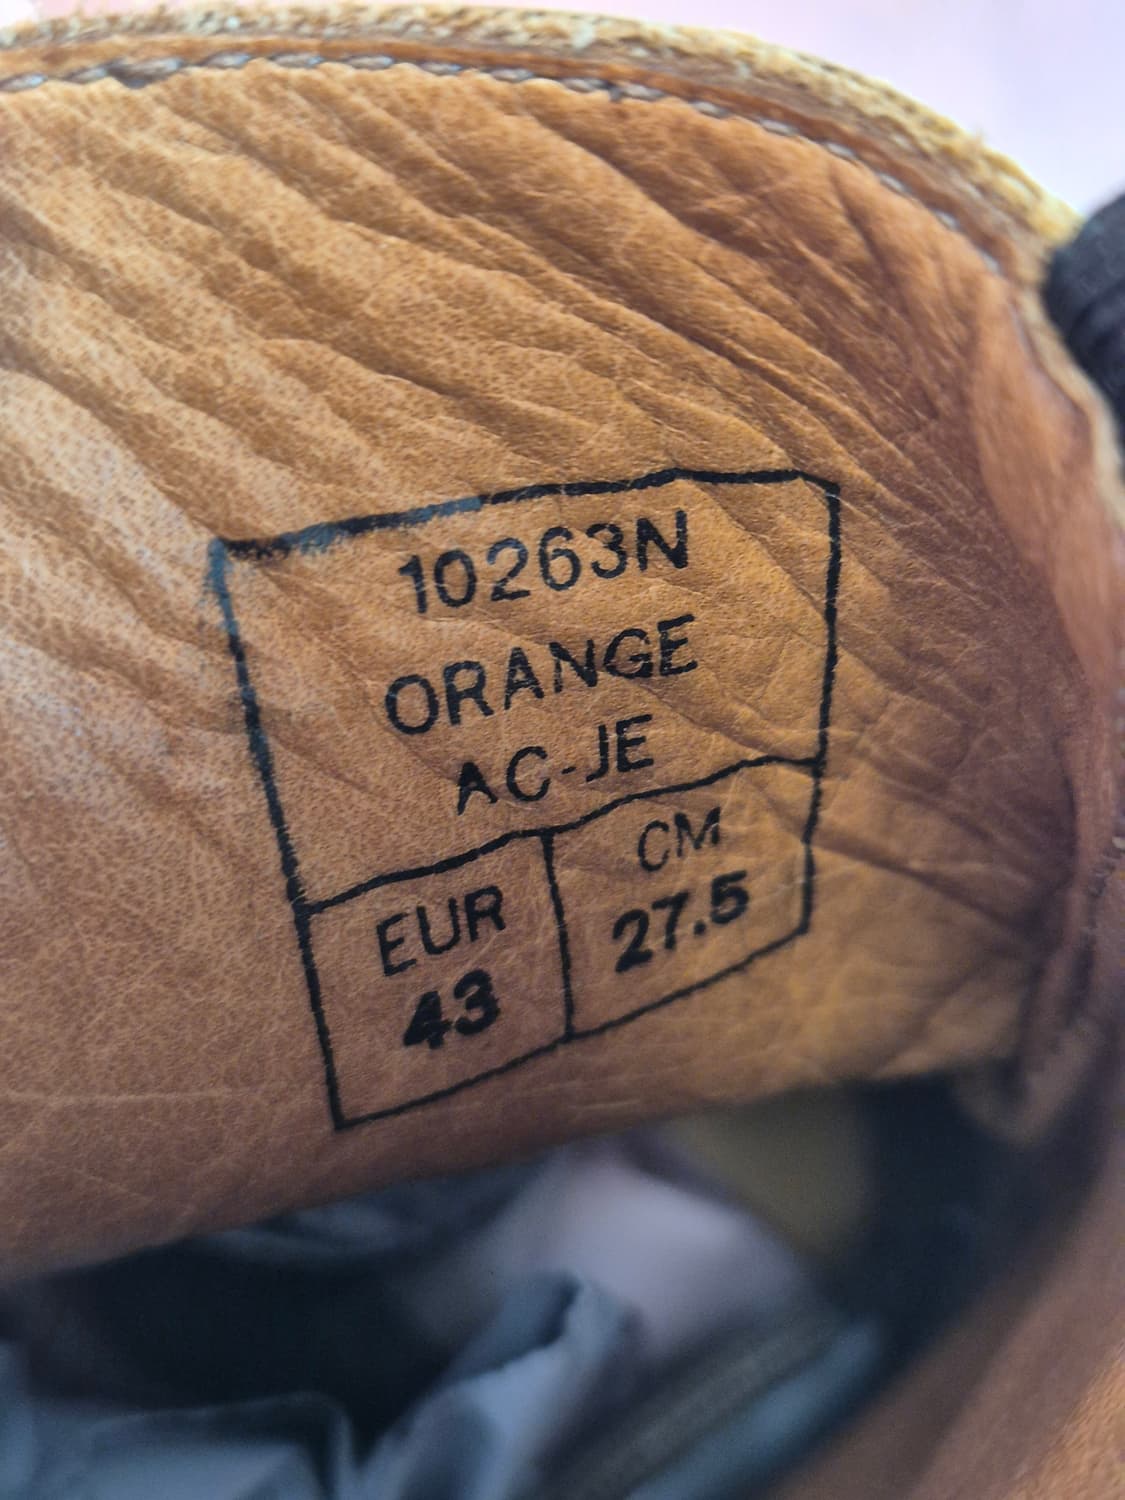 10263N
ORANGE
AC-JE
EUR
43
CM
27.5